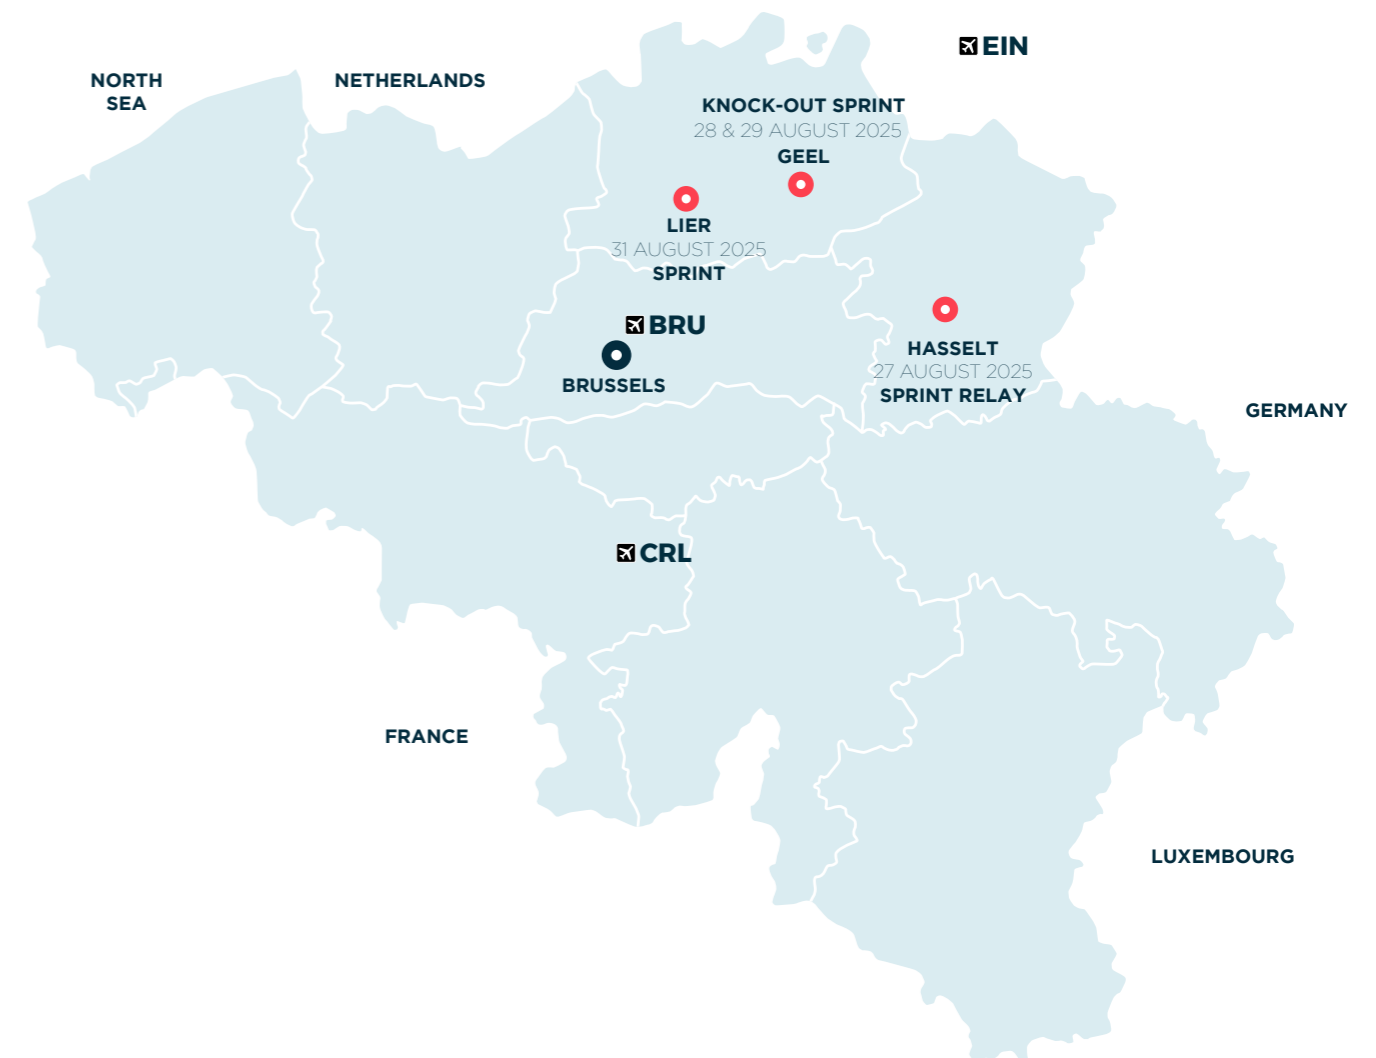 EIN
NORTH
SEA
NETHERLANDS
KNOCK-OUT SPRINT
28 & 29 AUGUST 2025
GEEL
LIER
31 AUGUST 2025
SPRINT
BRU
BRUSSELS
HASSELT
27 AUGUST 2025
SPRINT RELAY
GERMANY
CRL
FRANCE
LUXEMBOURG